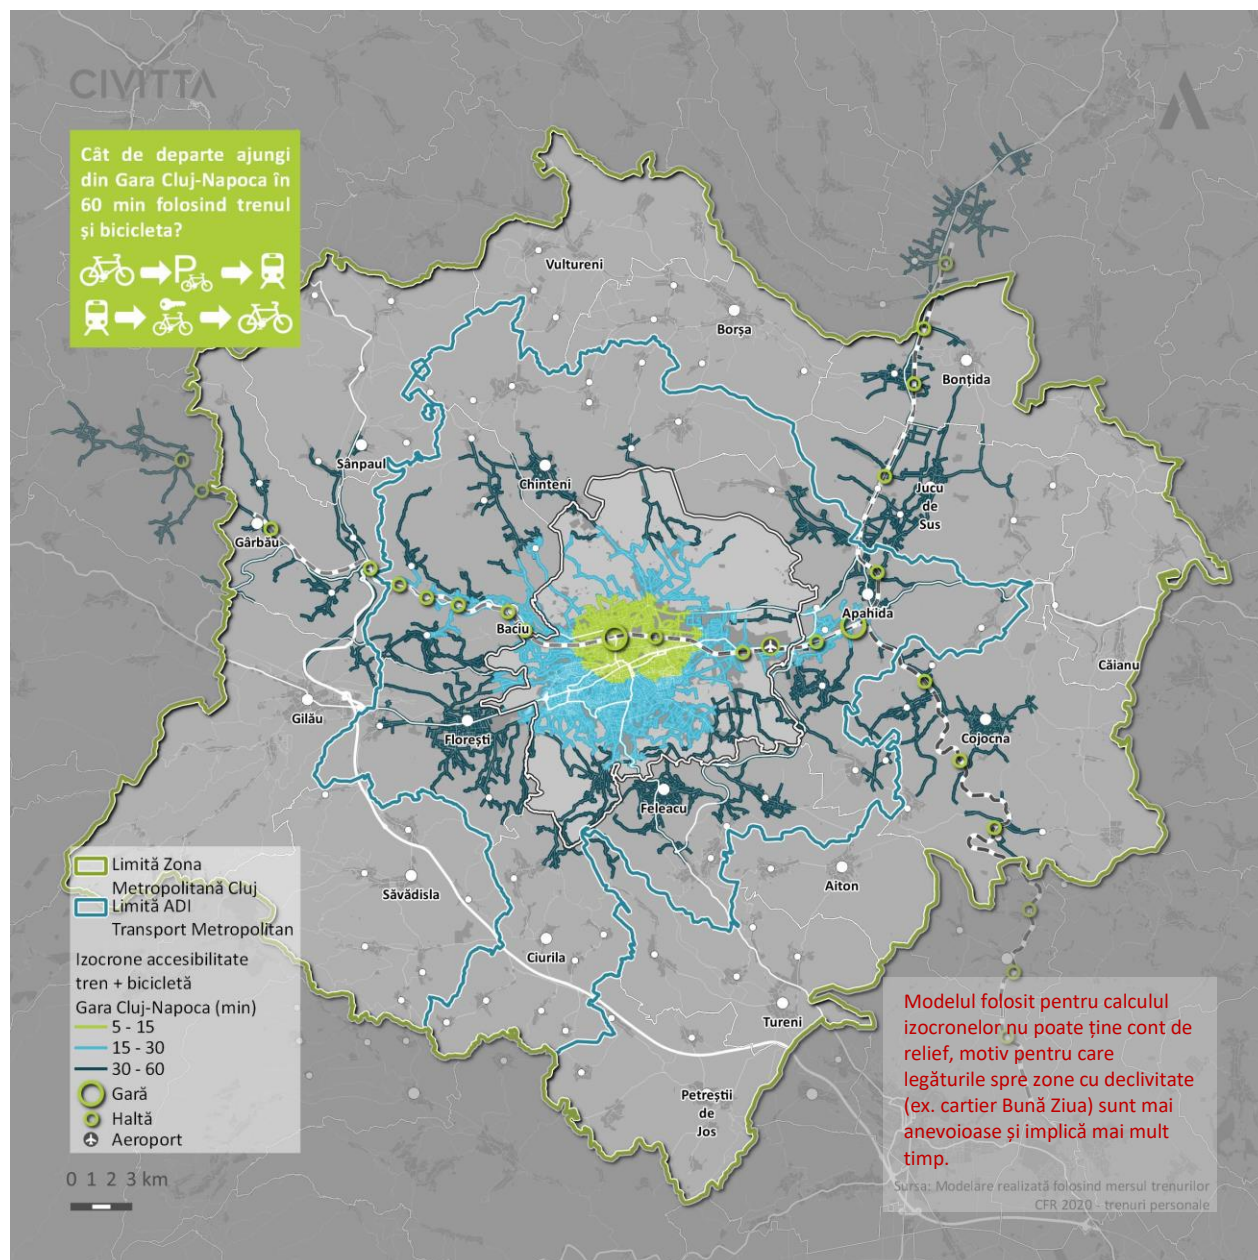 CIVITTA
Cât de departe ajungi
din Gara Cluj-Napoca în
60 min folosind trenul
și bicicleta?
P
Vultureni
Borșa
Bonțida
Sânpaul
Chinteni
Jucu
de
Sus
Gârbău
Apahida
Baciu
Căianu
Gilău
Florești
Cojocna
Feleacu
Săvădisla
Aiton
Ciurila
Tureni
Petreștii
de
Jos
Limită Zona
Metropolitană Cluj
Limită ADI
Transport Metropolitan
Izocrone accesibilitate
tren + bicicletă
Gara Cluj-Napoca (min)
5 - 15
15 - 30
30 - 60
Gară
Haltă
Aeroport
0 1 2 3 km
Modelul folosit pentru calculul
izocronelor nu poate ține cont de
relief, motiv pentru care
legăturile spre zone cu declivitate
(ex. cartier Bună Ziua) sunt mai
anevoioase și implică mai mult
timp.
Sursa: Modelare realizată folosind mersul trenurilor
CFR 2020 - trenuri personale